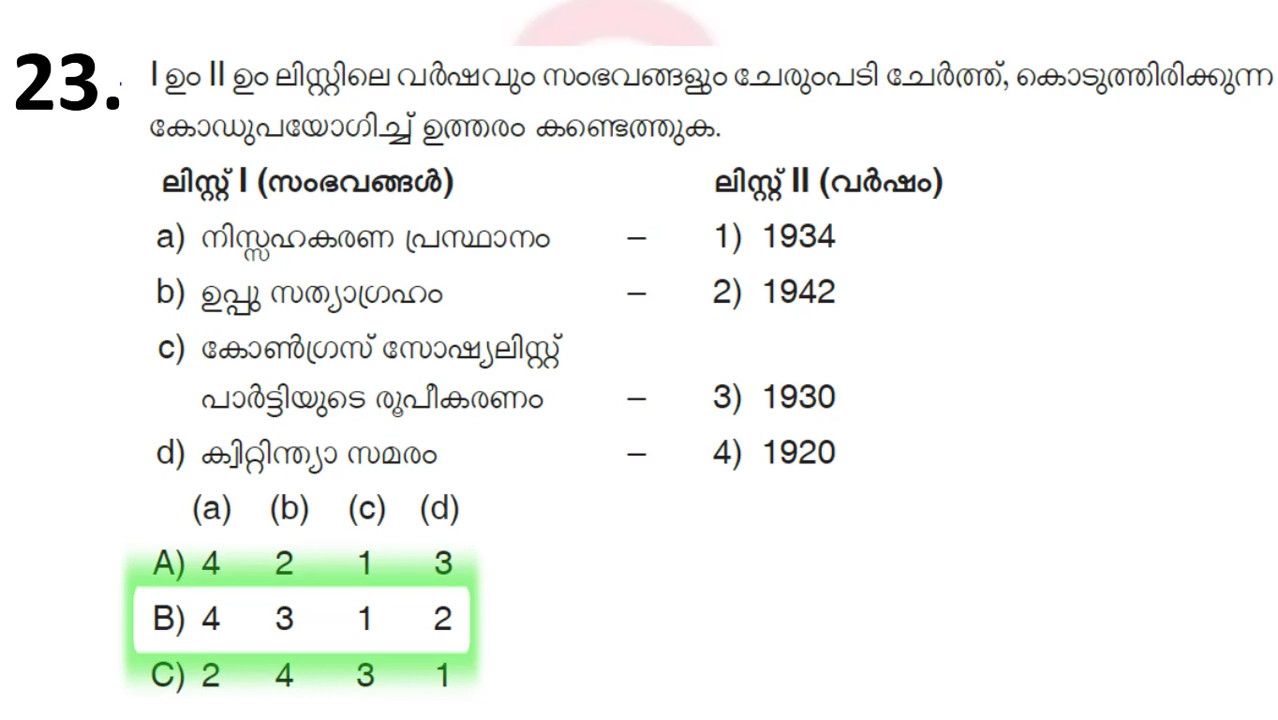 23. I ഉം II ഉം ലിസ്റ്റിലെ വർഷവും സംഭവങ്ങളും ചേരുംപടി ചേർത്ത്, കൊടുത്തിരിക്കുന്ന
കോഡുപയോഗിച്ച് ഉത്തരം കണ്ടെത്തുക.
ലിസ്റ്റ് I (സംഭവങ്ങൾ) ലിസ്റ്റ് II (വർഷം)
a) നിസ്സഹകരണ പ്രസ്ഥാനം – 1) 1934
b) ഉപ്പു സത്യാഗ്രഹം – 2) 1942
c) കോൺഗ്രസ് സോഷ്യലിസ്റ്റ്
പാർട്ടിയുടെ രൂപീകരണം – 3) 1930
d) ക്വിറ്റിന്ത്യാ സമരം – 4) 1920
(a) (b) (c) (d)
A) 4 2 1 3
B) 4 3 1 2
C) 2 4 3 1